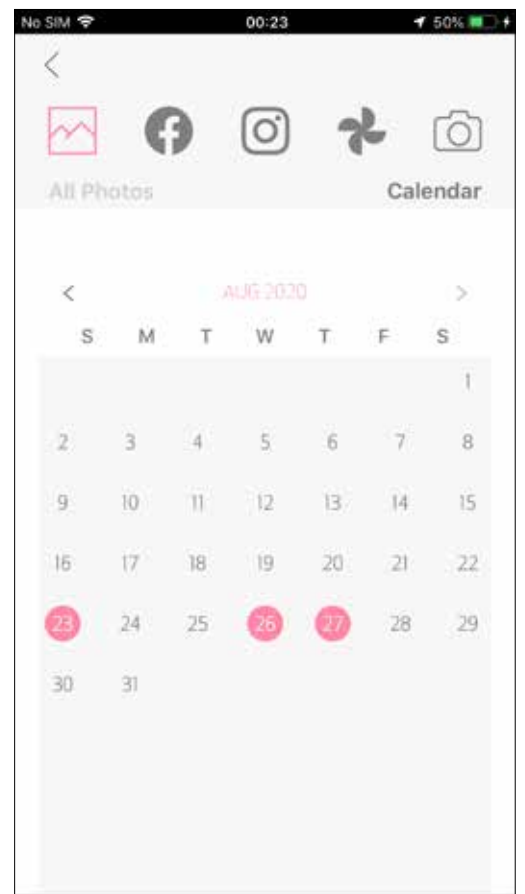 No SIM 00:23 50%
All Photos Calendar
< AUG 2020 >
S M T W T F S
1
2 3 4 5 6 7 8
9 10 11 12 13 14 15
16 17 18 19 20 21 22
23 24 25 26 27 28 29
30 31